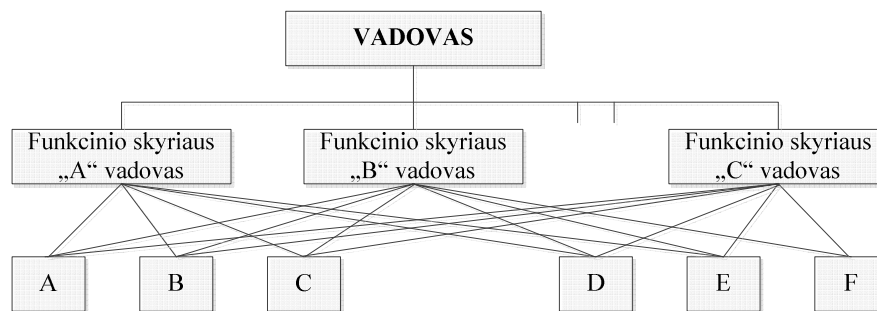 VADOVAS
Funkcinio skyriaus
„A“ vadovas
Funkcinio skyriaus
„B“ vadovas
Funkcinio skyriaus
„C“ vadovas
A
B
C
D
E
F